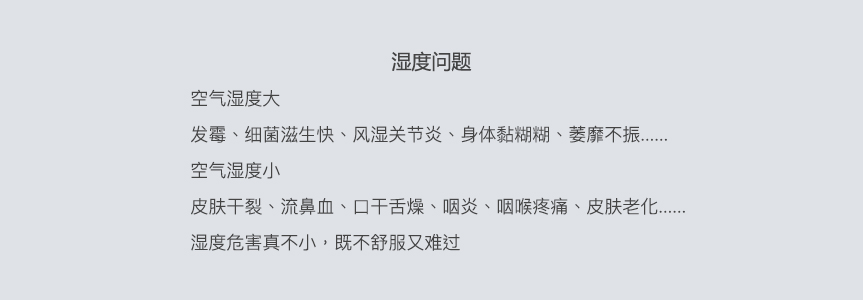 湿度问题
空气湿度大
发霉、细菌滋生快、风湿关节炎、身体黏糊糊、萎靡不振......
空气湿度小
皮肤干裂、流鼻血、口干舌燥、咽炎、咽喉疼痛、皮肤老化......
湿度危害真不小，既不舒服又难过